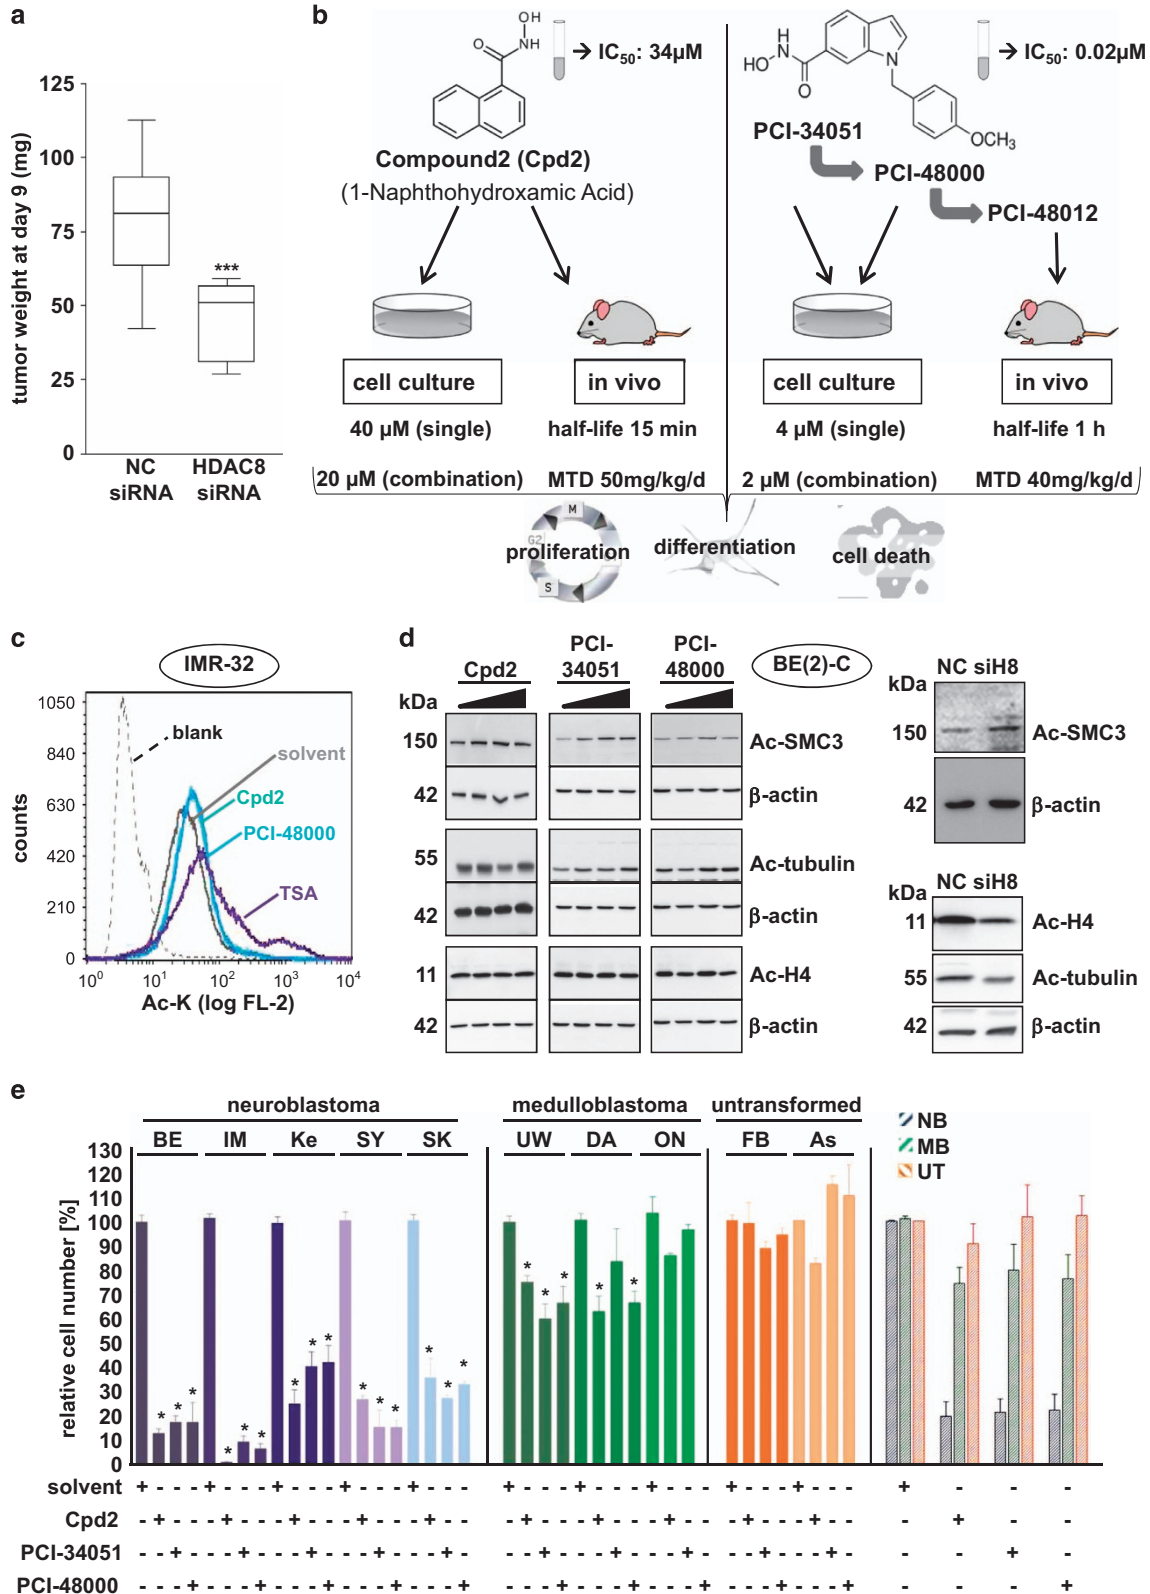 a
tumor weight at day 9 (mg)
125
100
75
50
25
0
***
NC
siRNA
HDAC8
siRNA
b
OH
NH
O
→ IC50: 34µM
Compound2 (Cpd2)
(1-Naphthohydroxamic Acid)
H
N
HO
O
N
OCH3
→ IC50: 0.02µM
PCI-34051
PCI-48000
PCI-48012
cell culture
in vivo
cell culture
in vivo
40 µM (single)
half-life 15 min
4 µM (single)
half-life 1 h
20 µM (combination)
MTD 50mg/kg/d
2 µM (combination)
MTD 40mg/kg/d
M
G2
S
proliferation
differentiation
cell death
c
IMR-32
counts
1050
840
630
420
210
0
blank
solvent
Cpd2
PCI-48000
TSA
10^0 10^1 10^2 10^3 10^4
Ac-K (log FL-2)
d
Cpd2
PCI-
34051
PCI-
48000
BE(2)-C
kDa
150
Ac-SMC3
42
β-actin
55
Ac-tubulin
42
β-actin
11
Ac-H4
42
β-actin
NC siH8
kDa
150
Ac-SMC3
42
β-actin
NC siH8
kDa
11
Ac-H4
55
Ac-tubulin
42
β-actin
e
neuroblastoma
medulloblastoma
untransformed
BE IM Ke SY SK
UW DA ON
FB As
NB
MB
UT
relative cell number [%]
130
120
110
100
90
80
70
60
50
40
30
20
10
0
* * * * * * * * * * * * * * *
* * * * *
solvent + - - - + - - - + - - - + - - - + - - - + - - - + - - - + - - - + - - - + - - - + - - -
Cpd2 - + - - - + - - - + - - - + - - - + - - - + - - - + - - - + - - - + - - - + - - - + - -
PCI-34051 - - + - - - + - - - + - - - + - - - + - - - + - - - + - - - + - - - + - - - + - - - + -
PCI-48000 - - - + - - - + - - - + - - - + - - - + - - - + - - - + - - - + - - - + - - - + - - - +